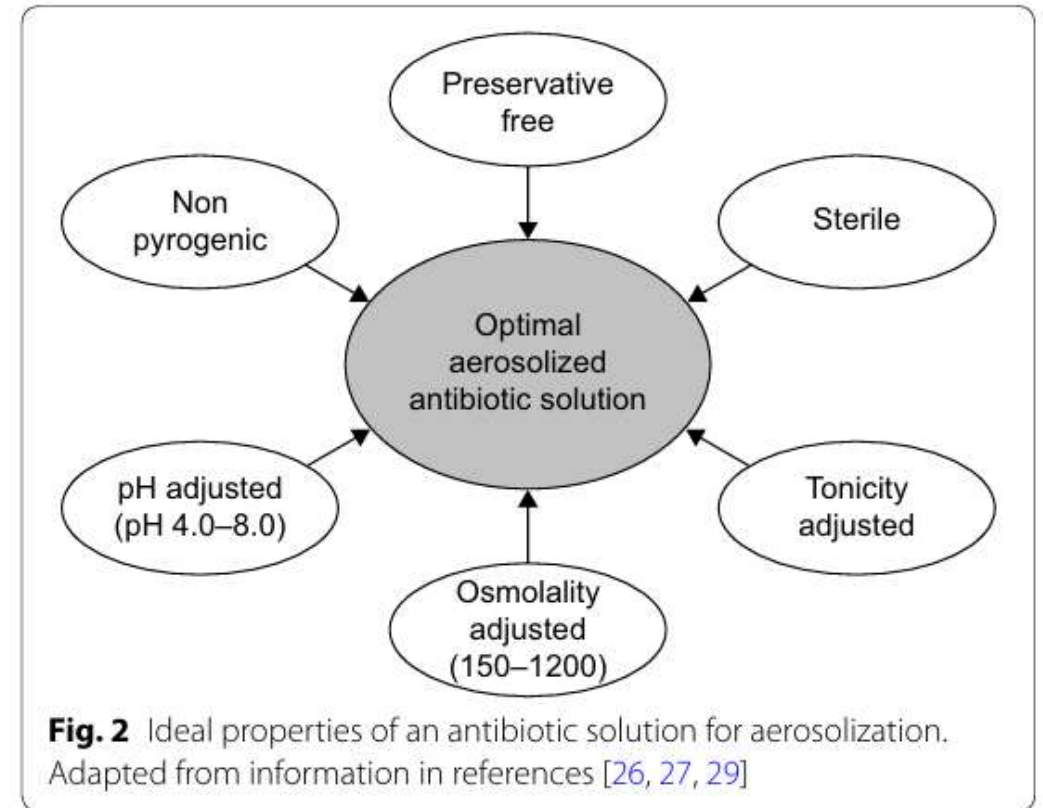 Preservative
free
Non
pyrogenic
Sterile
Optimal
aerosolized
antibiotic solution
pH adjusted
(pH 4.0–8.0)
Tonicity
adjusted
Osmolality
adjusted
(150–1200)
Fig. 2 Ideal properties of an antibiotic solution for aerosolization.
Adapted from information in references [26, 27, 29]